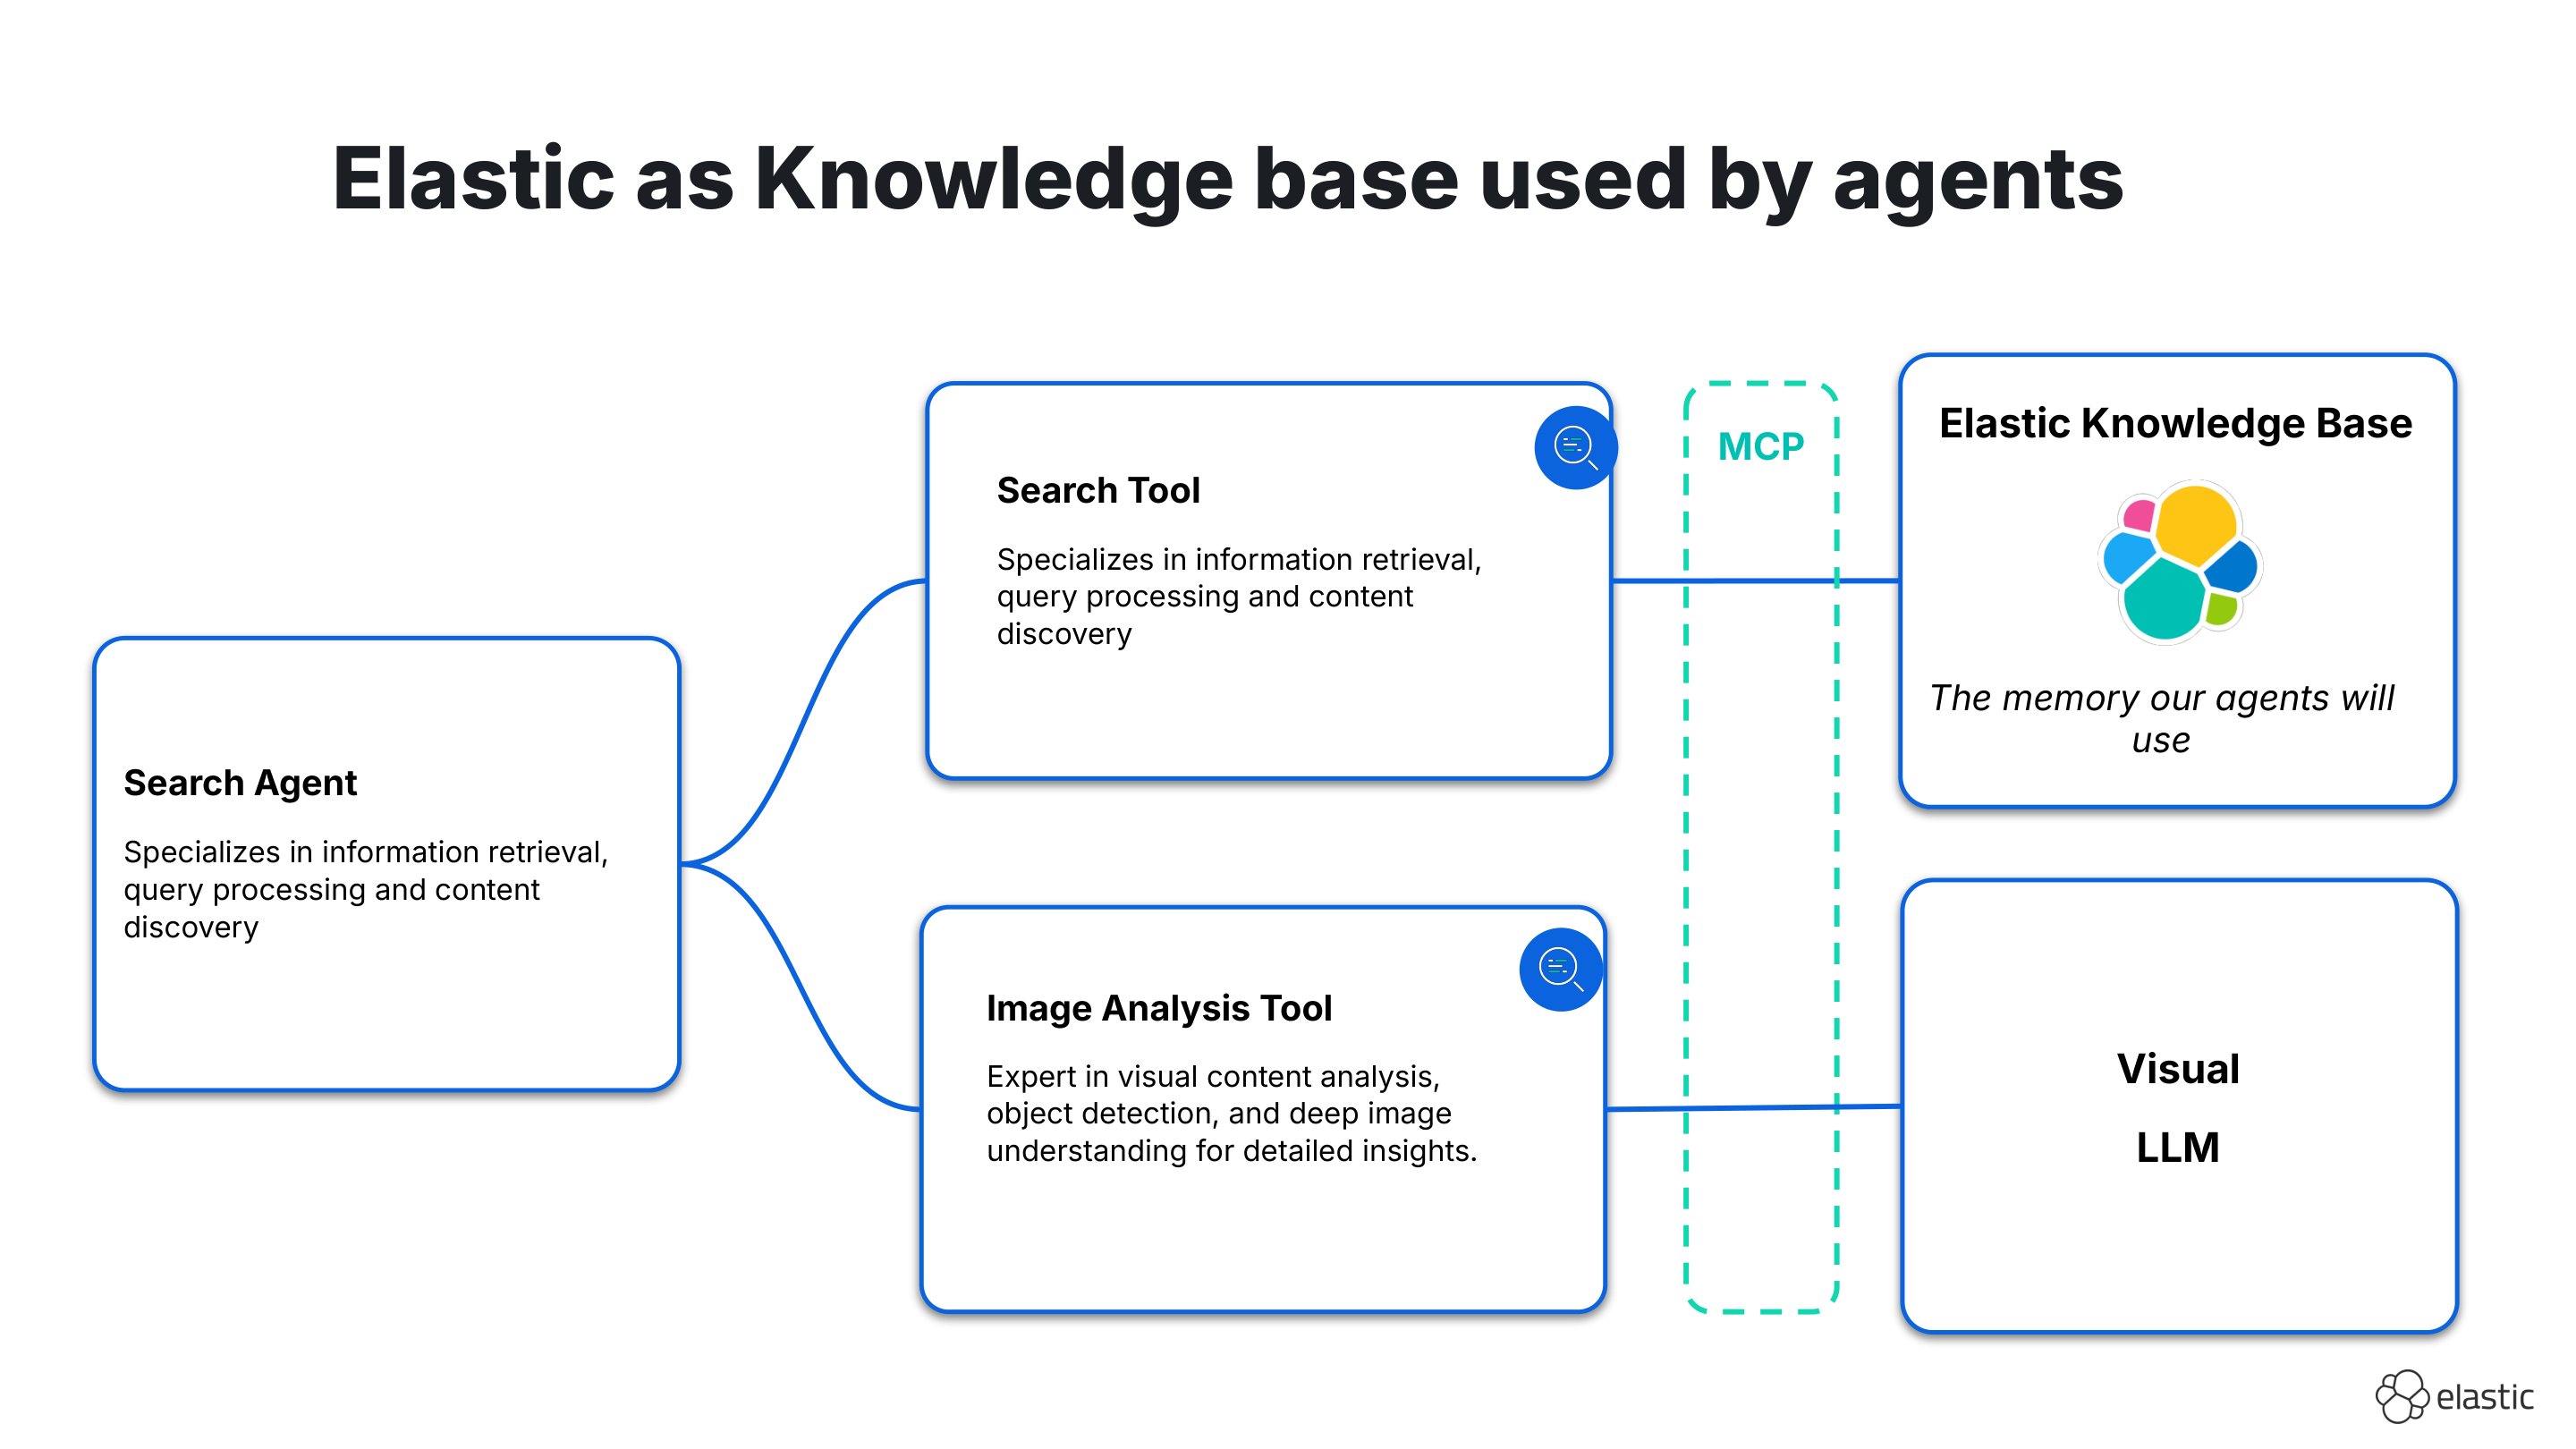 Elastic as Knowledge base used by agents
Search Agent
Specializes in information retrieval,
query processing and content
discovery
Search Tool
Specializes in information retrieval,
query processing and content
discovery
Image Analysis Tool
Expert in visual content analysis,
object detection, and deep image
understanding for detailed insights.
MCP
Elastic Knowledge Base
The memory our agents will
use
Visual
LLM
elastic